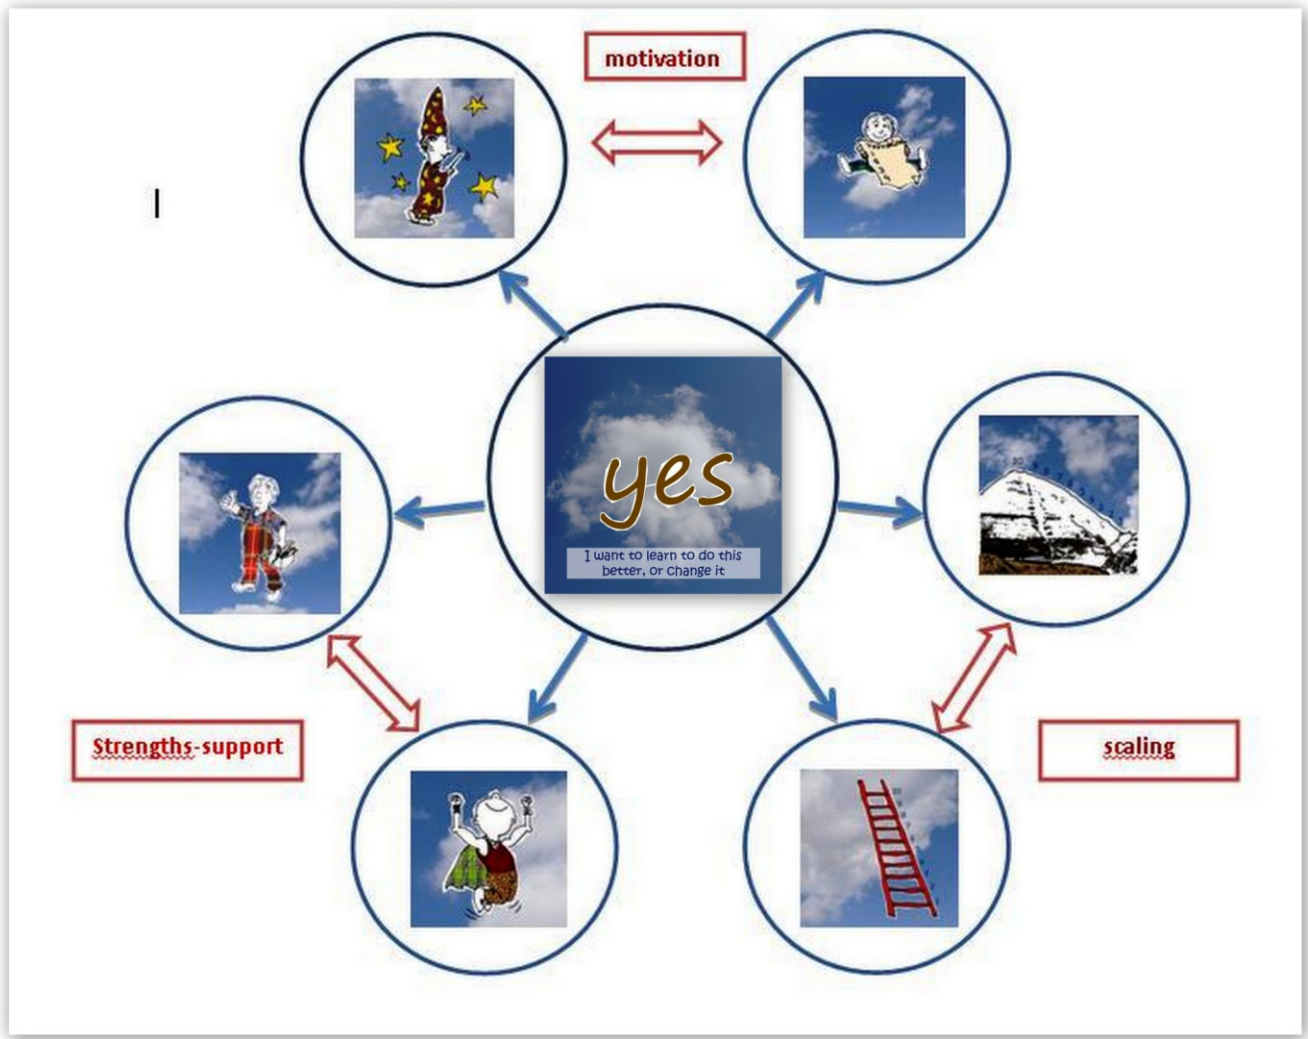 motivation
yes
I want to learn to do this
better, or change it
Strengths-support
scaling